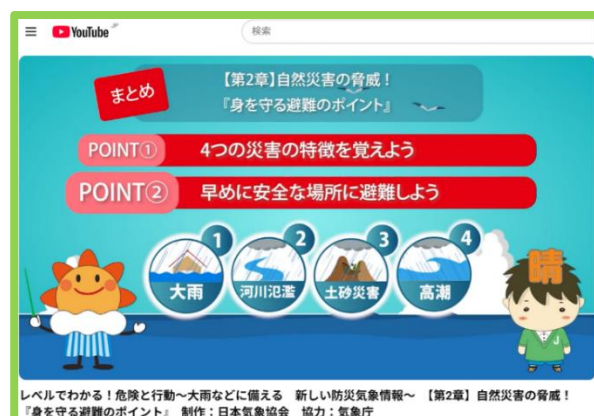 YouTube JP
検索
まとめ
【第2章】自然災害の脅威！
『身を守る避難のポイント』
POINT① 4つの災害の特徴を覚えよう
POINT② 早めに安全な場所に避難しよう
1 2 3 4
大雨 河川氾濫 土砂災害 高潮
晴
J
レベルでわかる！危険と行動～大雨などに備える 新しい防災気象情報～ 【第2章】自然災害の脅威！
『身を守る避難のポイント』 制作：日本気象協会 協力：気象庁